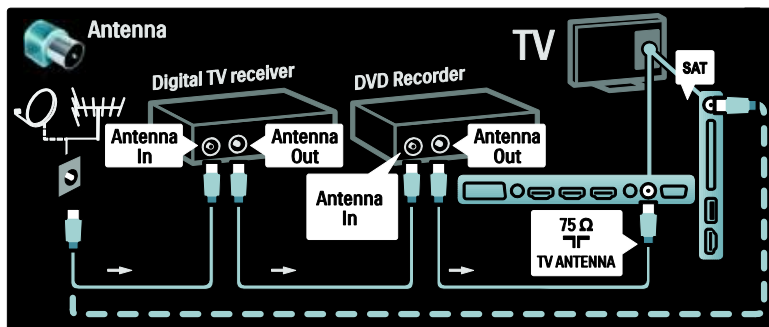 Antenna
TV
Digital TV receiver
DVD Recorder
SAT
Antenna
In
Antenna
Out
Antenna
In
Antenna
Out
75 Ω
TV ANTENNA